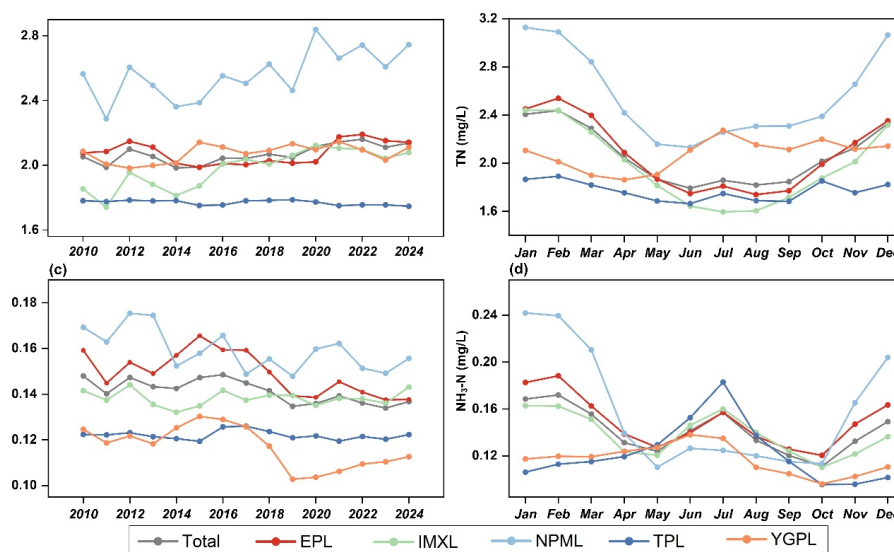 2.8
2.4
2.0
1.6
2010 2012 2014 2016 2018 2020 2022 2024
TN (mg/L)
3.2
2.8
2.4
2.0
1.6
Jan Feb Mar Apr May Jun Jul Aug Sep Oct Nov Dec
(c)
0.18
0.16
0.14
0.12
0.10
2010 2012 2014 2016 2018 2020 2022 2024
(d)
NH₃-N (mg/L)
0.24
0.20
0.16
0.12
Jan Feb Mar Apr May Jun Jul Aug Sep Oct Nov Dec
Total EPL IMXL NPML TPL YGPL